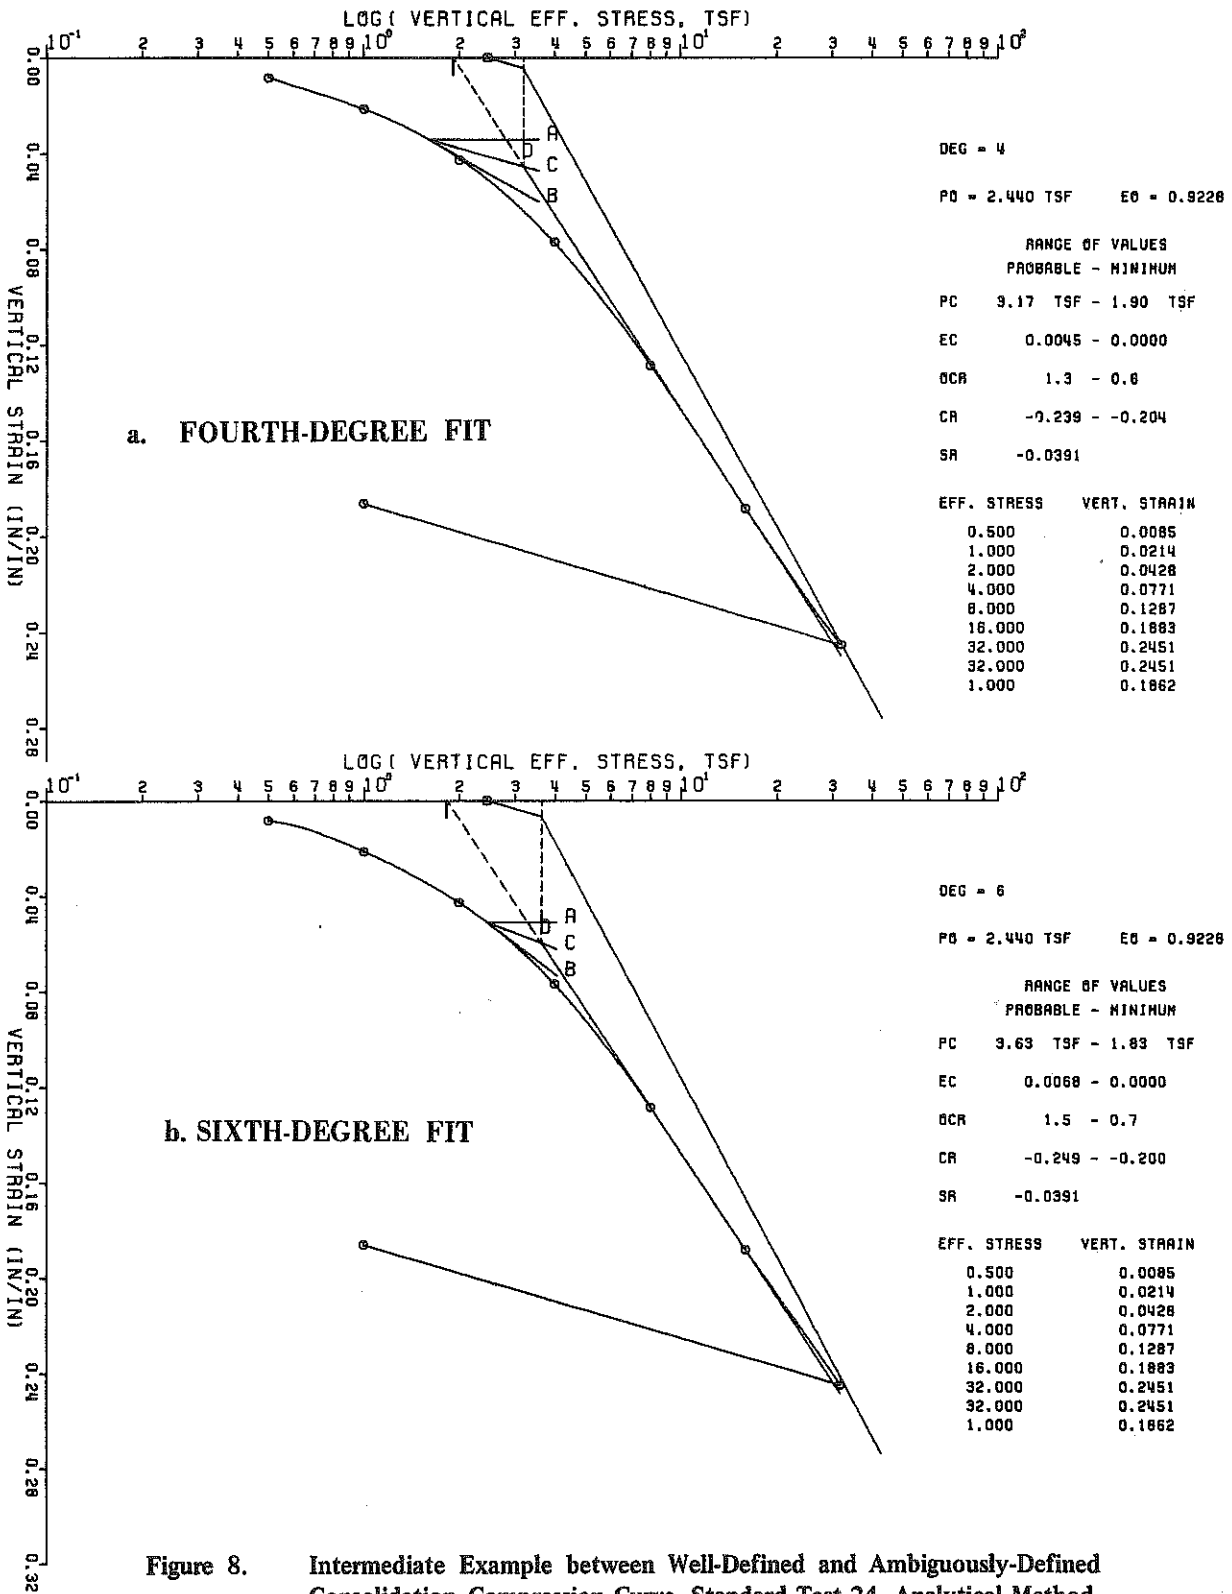 LOG( VERTICAL EFF. STRESS, TSF)
10⁻¹ 2 3 4 5 6 7 8 9 10⁰ 2 3 4 5 6 7 8 9 10¹ 2 3 4 5 6 7 8 9 10²
0.00
0.04
0.08
0.12
0.16
0.20
0.24
0.28
VERTICAL STRAIN (IN/IN)
A
D
C
B
a. FOURTH-DEGREE FIT
DEG = 4
P0 = 2.440 TSF E0 = 0.9226
RANGE OF VALUES
PROBABLE - MINIMUM
PC 3.17 TSF - 1.90 TSF
EC 0.0045 - 0.0000
OCR 1.3 - 0.8
CR -0.239 - -0.204
SR -0.0391
EFF. STRESS VERT. STRAIN
0.500 0.0085
1.000 0.0214
2.000 0.0428
4.000 0.0771
8.000 0.1287
16.000 0.1883
32.000 0.2451
32.000 0.2451
1.000 0.1862
LOG( VERTICAL EFF. STRESS, TSF)
10⁻¹ 2 3 4 5 6 7 8 9 10⁰ 2 3 4 5 6 7 8 9 10¹ 2 3 4 5 6 7 8 9 10²
0.00
0.04
0.08
0.12
0.16
0.20
0.24
0.28
0.32
VERTICAL STRAIN (IN/IN)
A
D
C
B
b. SIXTH-DEGREE FIT
DEG = 6
P0 = 2.440 TSF E0 = 0.9226
RANGE OF VALUES
PROBABLE - MINIMUM
PC 3.63 TSF - 1.83 TSF
EC 0.0068 - 0.0000
OCR 1.5 - 0.7
CR -0.249 - -0.200
SR -0.0391
EFF. STRESS VERT. STRAIN
0.500 0.0085
1.000 0.0214
2.000 0.0428
4.000 0.0771
8.000 0.1287
16.000 0.1883
32.000 0.2451
32.000 0.2451
1.000 0.1862
Figure 8. Intermediate Example between Well-Defined and Ambiguously-Defined
Consolidation Compression Curve, Standard Test 24, Analytical Method